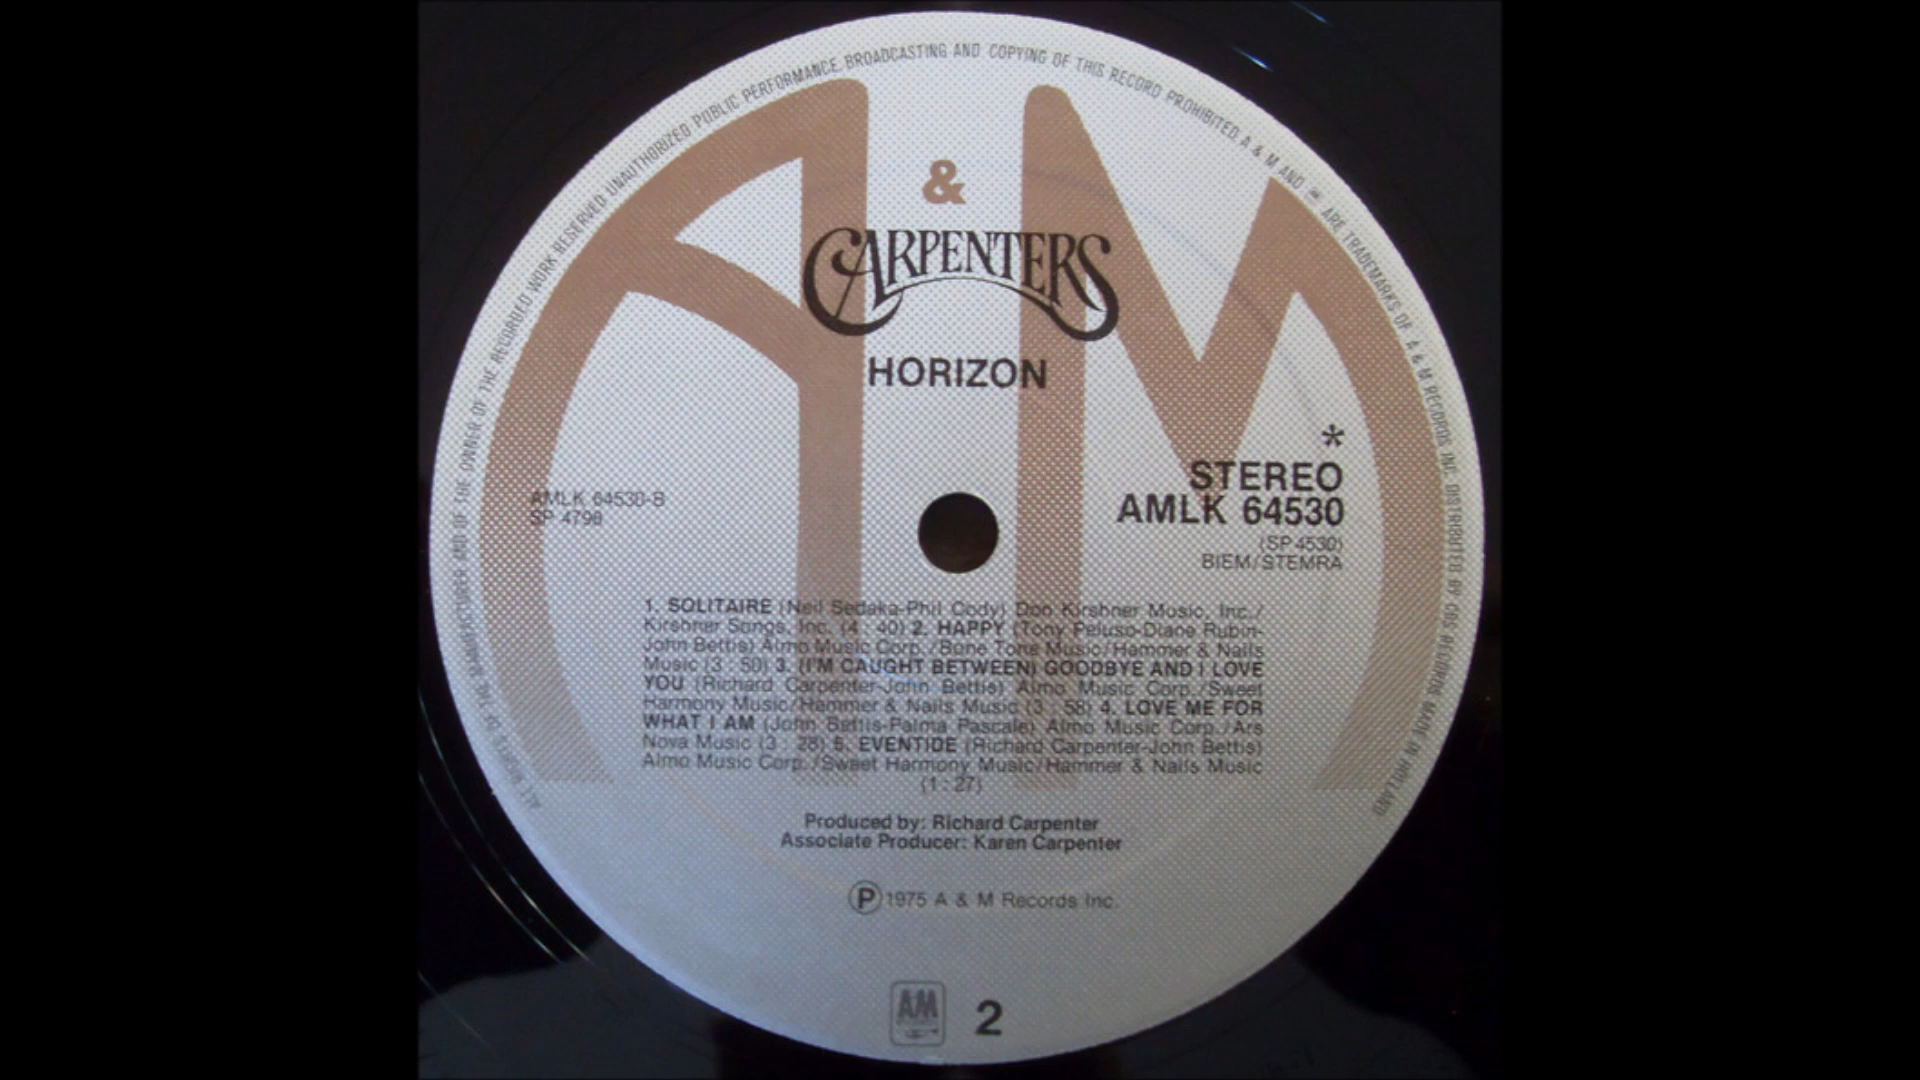 ALL RIGHTS OF THE MANUFACTURER AND OF THE OWNER OF THE RECORDED WORK RESERVED UNAUTHORIZED PUBLIC PERFORMANCE, BROADCASTING AND COPYING OF THIS RECORD PROHIBITED. A & M AND ARE TRADEMARKS OF A & M RECORDS INC. DISTRIBUTED BY CBS RECORDS. MADE IN HOLLAND
A & M
CARPENTERS
HORIZON
*
STEREO
AMLK 64530
(SP 4530)
BIEM/STEMRA
AMLK 64530-B
SP 4798
1. SOLITAIRE (Neil Sedaka-Phil Cody) Don Kirshner Music, Inc./
Kirshner Songs, Inc. (4 : 40) 2. HAPPY (Tony Peluso-Diane Rubin-
John Bettis) Almo Music Corp./Bone Tone Music/Hammer & Nails
Music (3 : 50) 3. (I'M CAUGHT BETWEEN) GOODBYE AND I LOVE
YOU (Richard Carpenter-John Bettis) Almo Music Corp./Sweet
Harmony Music/Hammer & Nails Music (3 : 58) 4. LOVE ME FOR
WHAT I AM (John Bettis-Palma Pascale) Almo Music Corp./Ars
Nova Music (3 : 28) 5. EVENTIDE (Richard Carpenter-John Bettis)
Almo Music Corp./Sweet Harmony Music/Hammer & Nails Music
(1 : 27)
Produced by: Richard Carpenter
Associate Producer: Karen Carpenter
Ⓟ 1975 A & M Records Inc.
AM
2